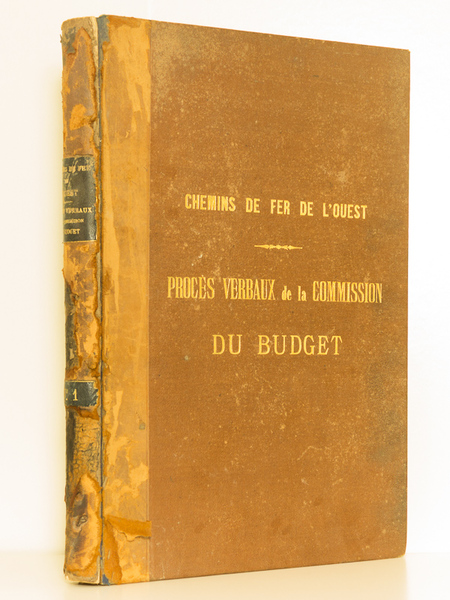 CHEMINS DE FER DE L'OUEST
PROCÈS VERBAUX de la COMMISSION
DU BUDGET
1